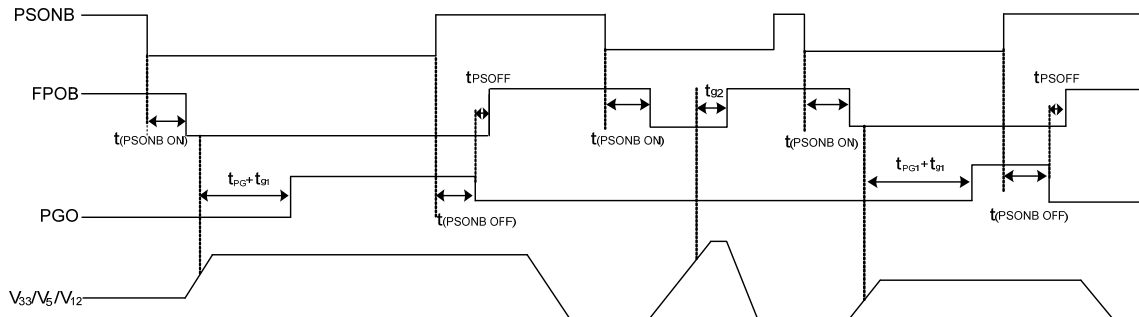 PSONB
tPSOFF
tPSOFF
FPOB
tg2
t(PSONB ON)
t(PSONB ON)
t(PSONB ON)
tPG+tg1
tPG1+tg1
PGO
t(PSONB OFF)
t(PSONB OFF)
V33/V5/V12